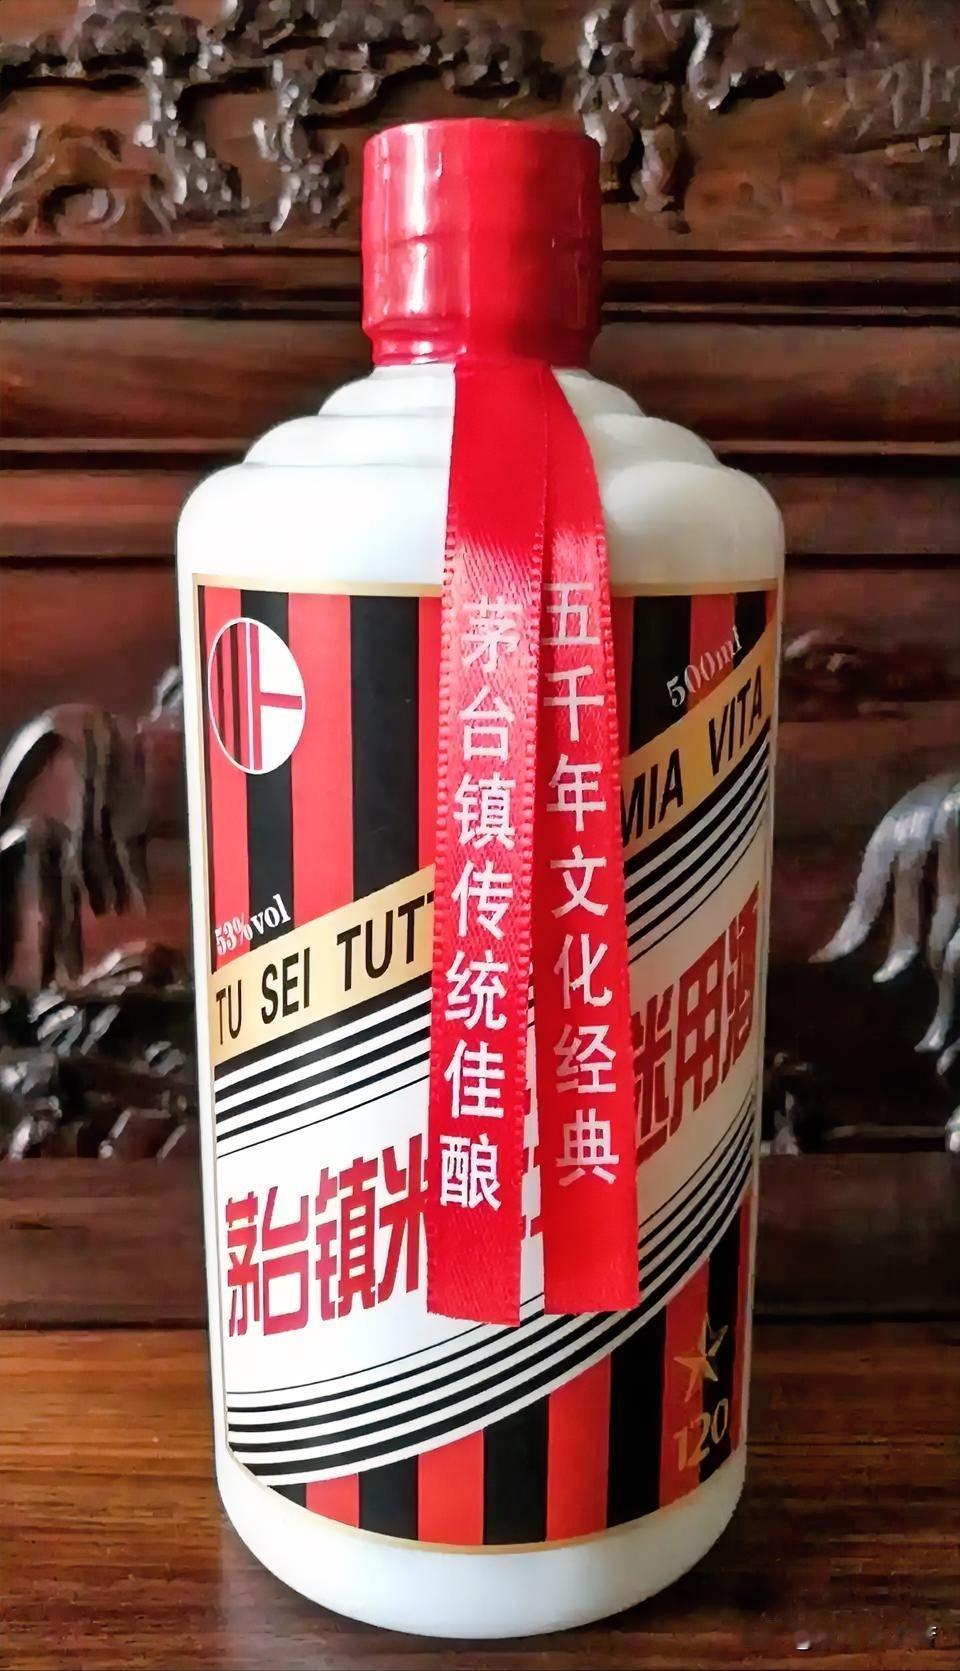 茅台镇传统佳酿
五千年文化经典
500ml
53%vol
TU SEI TUTT MIA VITA
茅台镇米 迷用酒
120